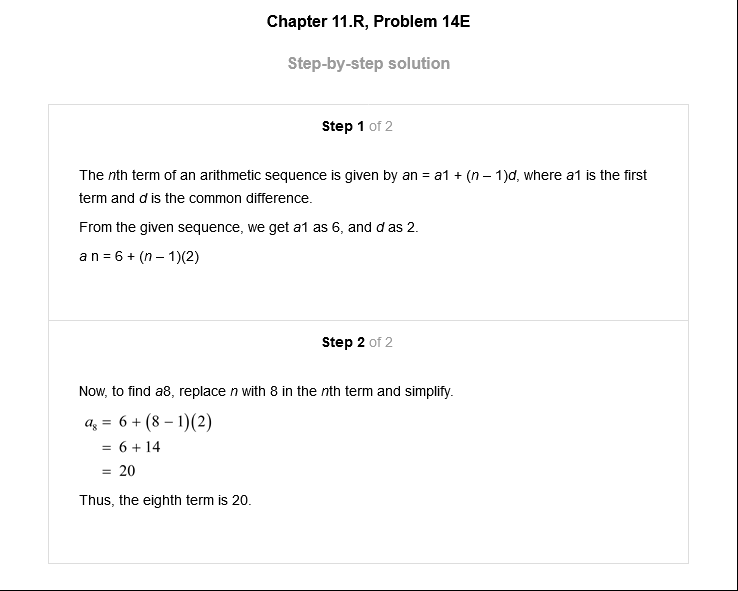 Chapter 11.R, Problem 14E
Step-by-step solution
Step 1 of 2
The nth term of an arithmetic sequence is given by an = a1 + (n – 1)d, where a1 is the first
term and d is the common difference.
From the given sequence, we get a1 as 6, and d as 2.
a n = 6 + (n – 1)(2)
Step 2 of 2
Now, to find a8, replace n with 8 in the nth term and simplify.
a₈ = 6 + (8 − 1)(2)
= 6 + 14
= 20
Thus, the eighth term is 20.